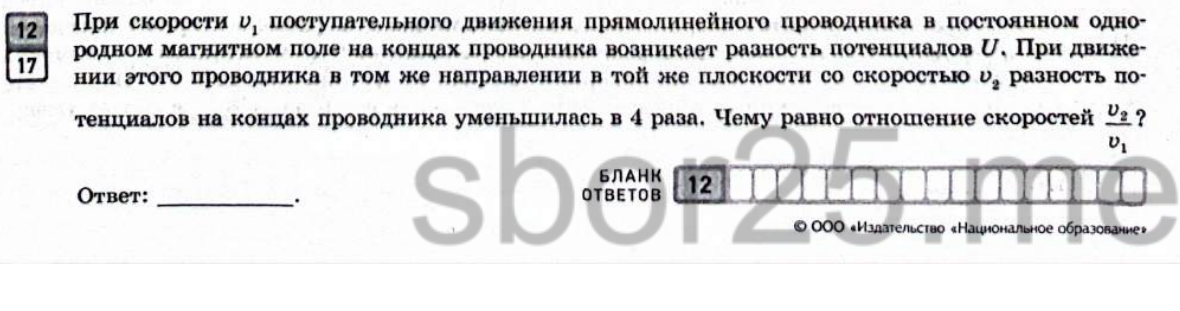 12
17
При скорости υ₁ поступательного движения прямолинейного проводника в постоянном одно-
родном магнитном поле на концах проводника возникает разность потенциалов U. При движе-
нии этого проводника в том же направлении в той же плоскости со скоростью υ₂ разность по-
тенциалов на концах проводника уменьшилась в 4 раза. Чему равно отношение скоростей υ₂/υ₁?
Ответ: ____________.
БЛАНК
ОТВЕТОВ
12
© ООО «Издательство «Национальное образование»
sbor25.me